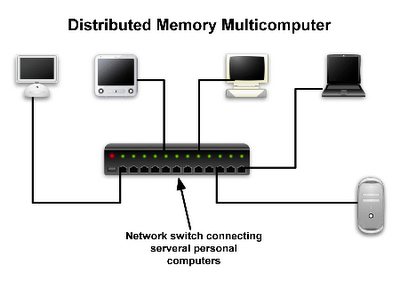 Distributed Memory Multicomputer
Network switch connecting
serveral personal
computers